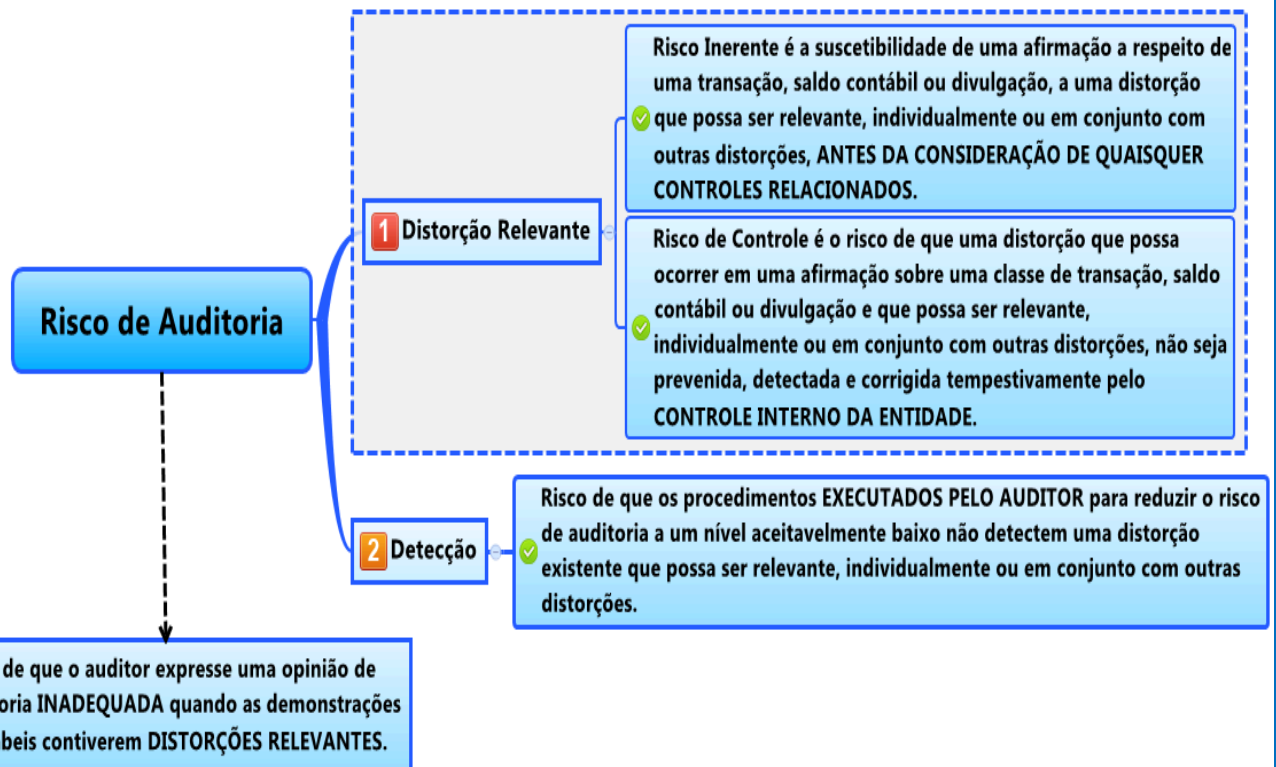 Risco de Auditoria
1 Distorção Relevante
Risco Inerente é a suscetibilidade de uma afirmação a respeito de
uma transação, saldo contábil ou divulgação, a uma distorção
que possa ser relevante, individualmente ou em conjunto com
outras distorções, ANTES DA CONSIDERAÇÃO DE QUAISQUER
CONTROLES RELACIONADOS.
Risco de Controle é o risco de que uma distorção que possa
ocorrer em uma afirmação sobre uma classe de transação, saldo
contábil ou divulgação e que possa ser relevante,
individualmente ou em conjunto com outras distorções, não seja
prevenida, detectada e corrigida tempestivamente pelo
CONTROLE INTERNO DA ENTIDADE.
2 Detecção
Risco de que os procedimentos EXECUTADOS PELO AUDITOR para reduzir o risco
de auditoria a um nível aceitavelmente baixo não detectem uma distorção
existente que possa ser relevante, individualmente ou em conjunto com outras
distorções.
de que o auditor expresse uma opinião de
oria INADEQUADA quando as demonstrações
beis contiverem DISTORÇÕES RELEVANTES.